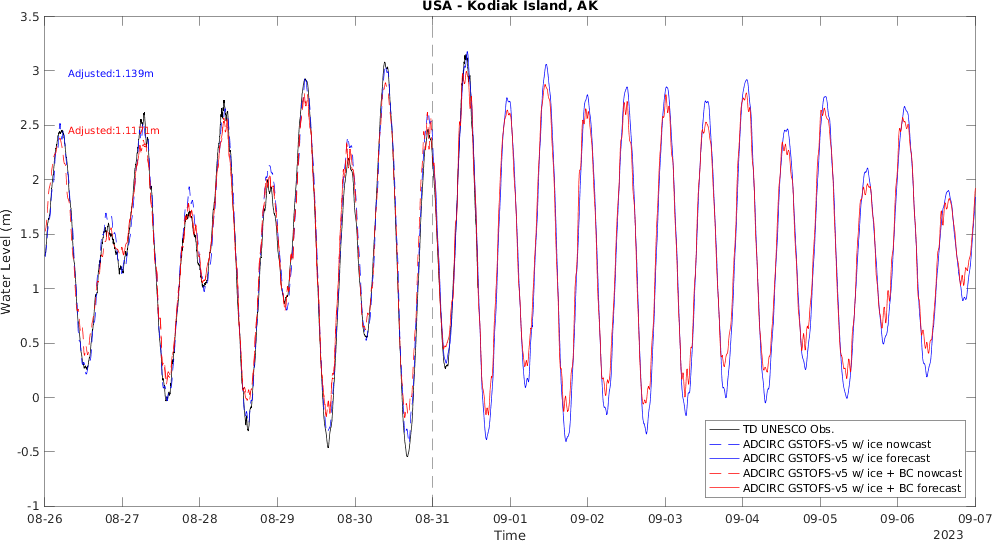 USA - Kodiak Island, AK
3.5
3
2.5
2
1.5
1
0.5
0
-0.5
-1
Water Level (m)
Adjusted:1.139m
TD UNESCO Obs.
ADCIRC GSTOFS-v5 w/ ice nowcast
ADCIRC GSTOFS-v5 w/ ice forecast
ADCIRC GSTOFS-v5 w/ ice + BC nowcast
ADCIRC GSTOFS-v5 w/ ice + BC forecast
08-26 08-27 08-28 08-29 08-30 08-31 09-01 09-02 09-03 09-04 09-05 09-06 09-07
Time
2023